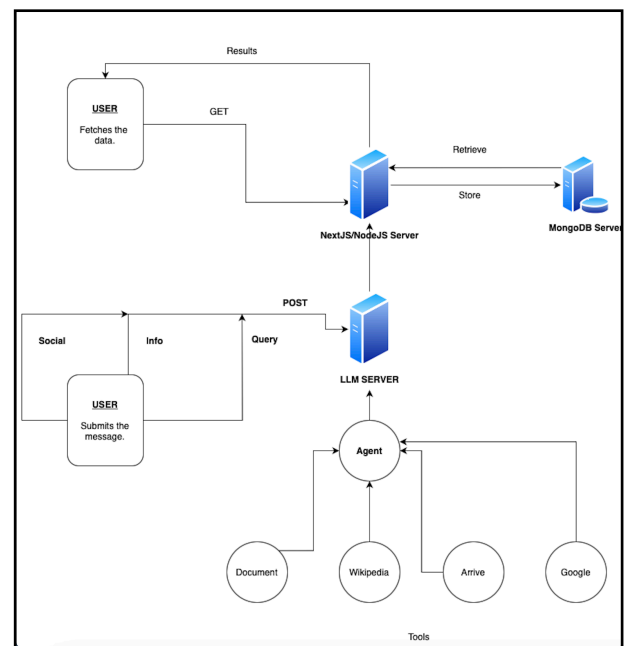 Results
USER
Fetches the
data.
GET
Retrieve
Store
NextJS/NodeJS Server
MongoDB Server
POST
Social
Info
Query
LLM SERVER
USER
Submits the
message.
Agent
Document
Wikipedia
Arrive
Google
Tools